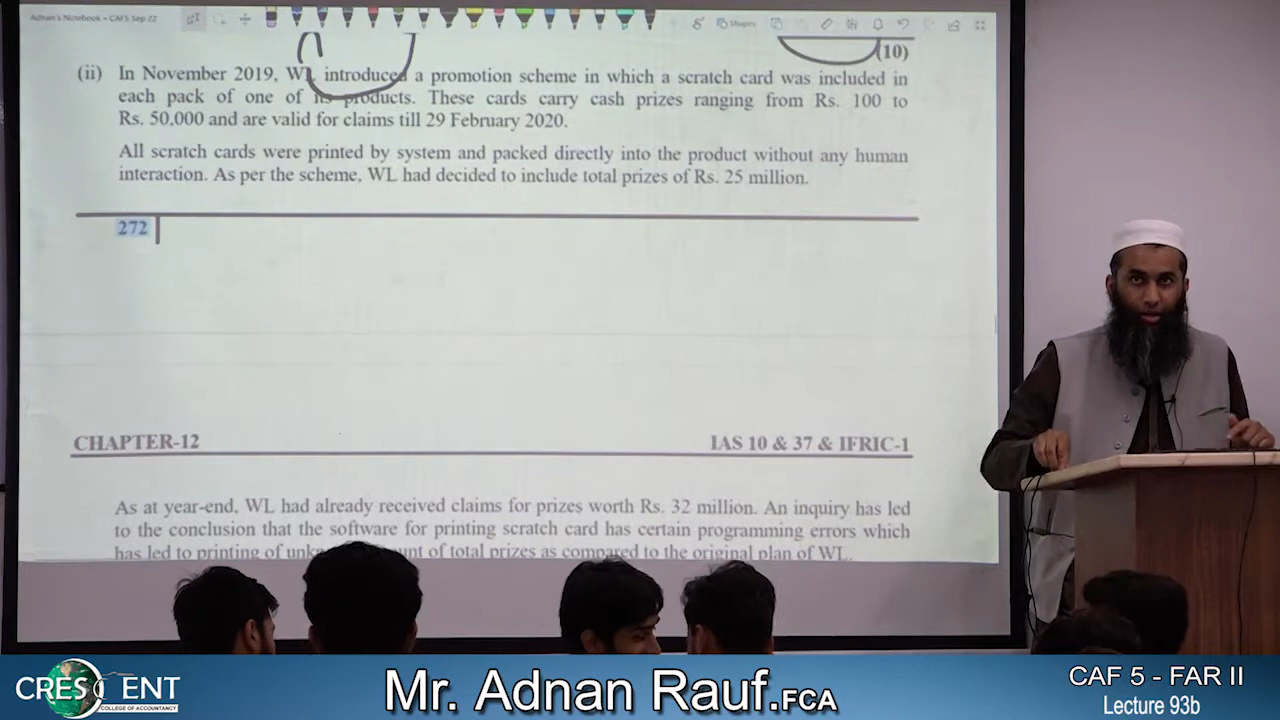 Adnan's Notebook - CAF 5 Sep 22
Shapes
(10)
(ii) In November 2019, WL introduced a promotion scheme in which a scratch card was included in
each pack of one of its products. These cards carry cash prizes ranging from Rs. 100 to
Rs. 50,000 and are valid for claims till 29 February 2020.
All scratch cards were printed by system and packed directly into the product without any human
interaction. As per the scheme, WL had decided to include total prizes of Rs. 25 million.
272
CHAPTER-12 IAS 10 & 37 & IFRIC-1
As at year-end, WL had already received claims for prizes worth Rs. 32 million. An inquiry has led
to the conclusion that the software for printing scratch card has certain programming errors which
has led to printing of of total prizes as compared to the original plan of WL.
CRESCENT
COLLEGE OF ACCOUNTANCY
Mr. Adnan Rauf.FCA
CAF 5 - FAR II
Lecture 93b